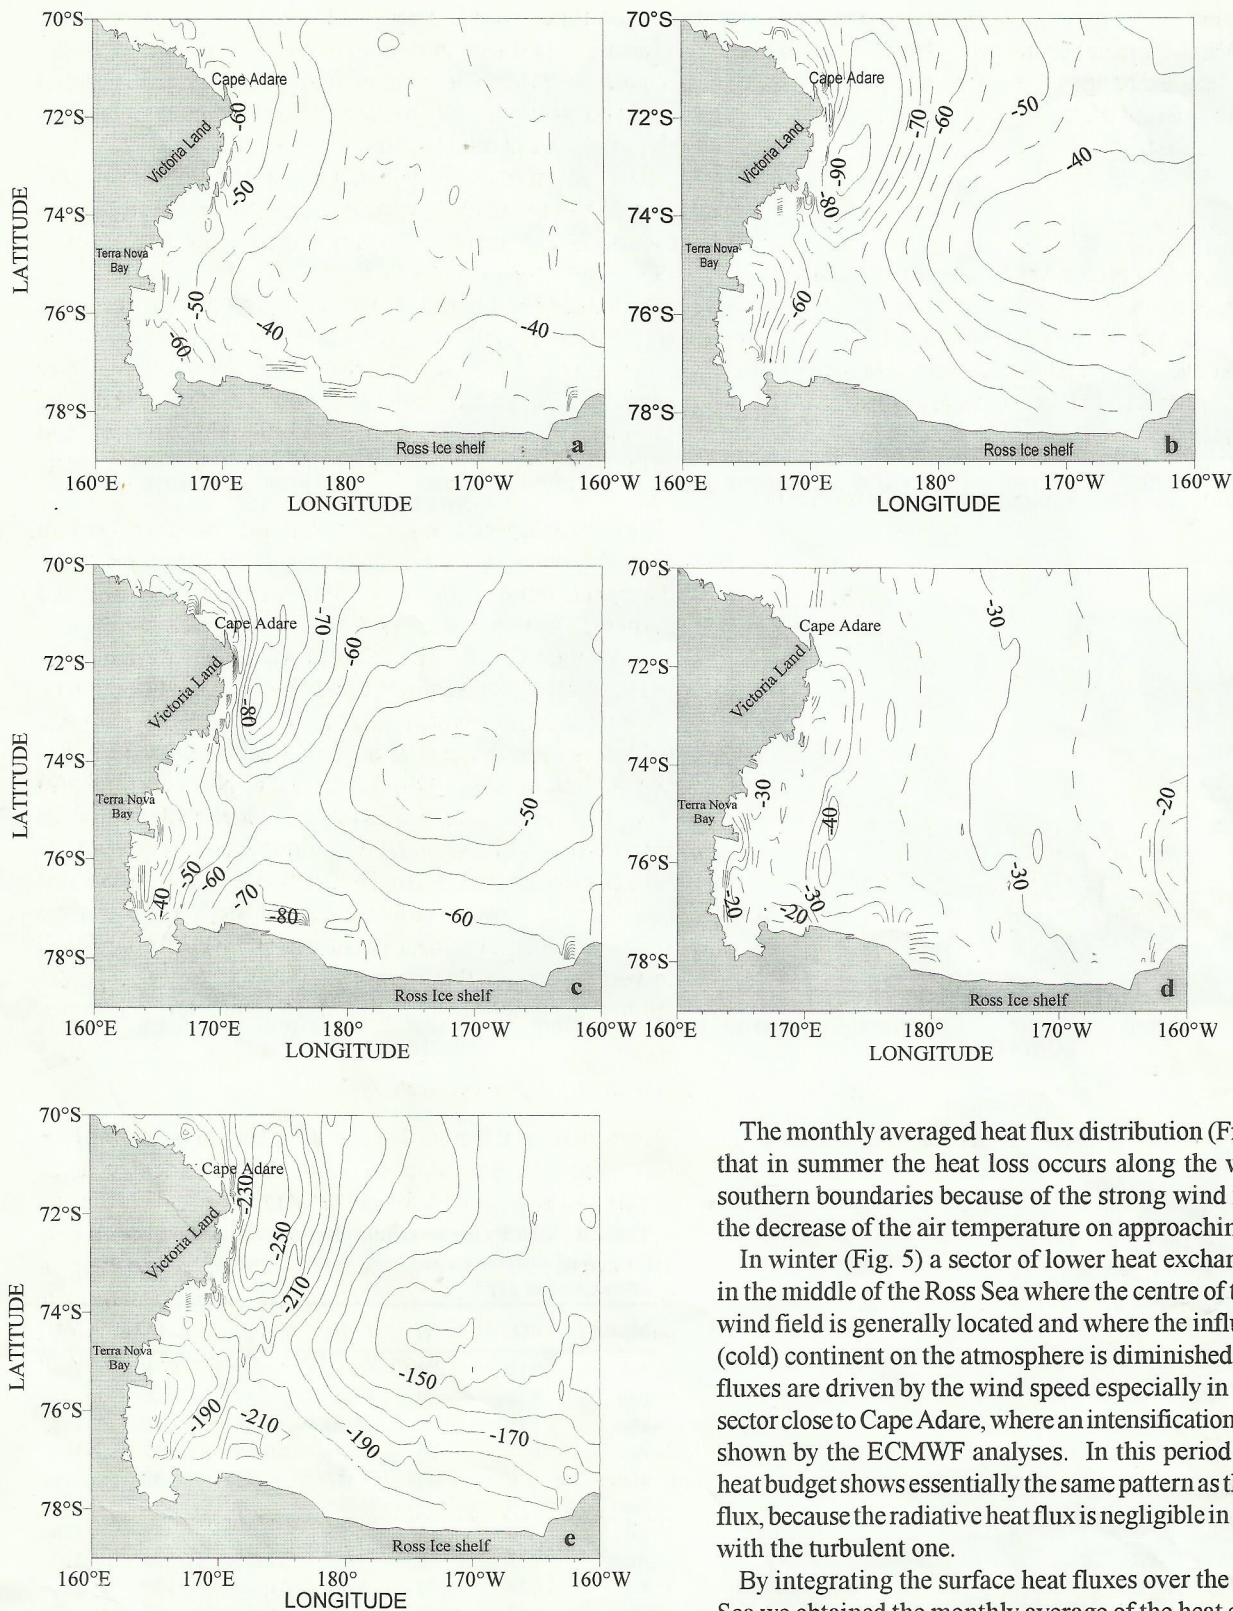 70°S
72°S
74°S
76°S
78°S
LATITUDE
Cape Adare
Victoria Land
Terra Nova
Bay
-60
-50
-50
-60
-40
-40
Ross Ice shelf
a
160°E
170°E
180°
170°W
160°W
LONGITUDE
70°S
72°S
74°S
76°S
78°S
Cape Adare
Victoria Land
Terra Nova
Bay
-90
-80
-70
-60
-50
-40
-60
Ross Ice shelf
b
160°E
170°E
180°
170°W
160°W
LONGITUDE
70°S
72°S
74°S
76°S
78°S
LATITUDE
Cape Adare
Victoria Land
Terra Nova
Bay
-70
-60
-80
-50
-50
-60
-40
-70
-80
-60
Ross Ice shelf
c
160°E
170°E
180°
170°W
160°W
LONGITUDE
70°S
72°S
74°S
76°S
78°S
Cape Adare
Victoria Land
Terra Nova
Bay
-30
-30
-40
-20
-30
-30
-20
-20
Ross Ice shelf
d
160°E
170°E
180°
170°W
160°W
LONGITUDE
70°S
72°S
74°S
76°S
78°S
LATITUDE
Cape Adare
Victoria Land
Terra Nova
Bay
-230
-250
-210
-150
-190
-210
-190
-170
Ross Ice shelf
e
160°E
170°E
180°
170°W
160°W
LONGITUDE
The monthly averaged heat flux distribution
that in summer the heat loss occurs along the
southern boundaries because of the strong wind
the decrease of the air temperature on
In winter (Fig. 5) a sector of lower heat
in the middle of the Ross Sea where the centre of
wind field is generally located and where the
(cold) continent on the atmosphere is diminished
fluxes are driven by the wind speed especially in
sector close to Cape Adare, where an intensification
shown by the ECMWF analyses. In this period
heat budget shows essentially the same pattern as
flux, because the radiative heat flux is negligible in
with the turbulent one.
By integrating the surface heat fluxes over the
Sea we obtained the monthly average of the heat